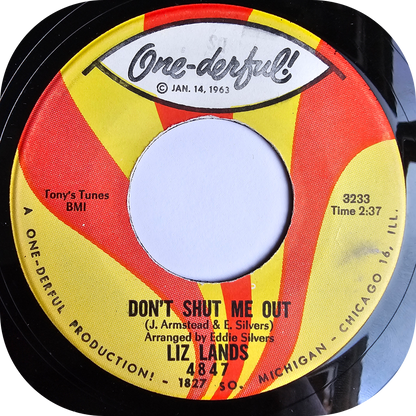 One-derful!
© JAN. 14, 1963
Tony's Tunes
BMI
3233
Time 2:37
DON'T SHUT ME OUT
(J. Armstead & E. Silvers)
Arranged by Eddie Silvers
LIZ LANDS
4847
A ONE-DERFUL PRODUCTION! - 1827 SO. MICHIGAN - CHICAGO 16, ILL.